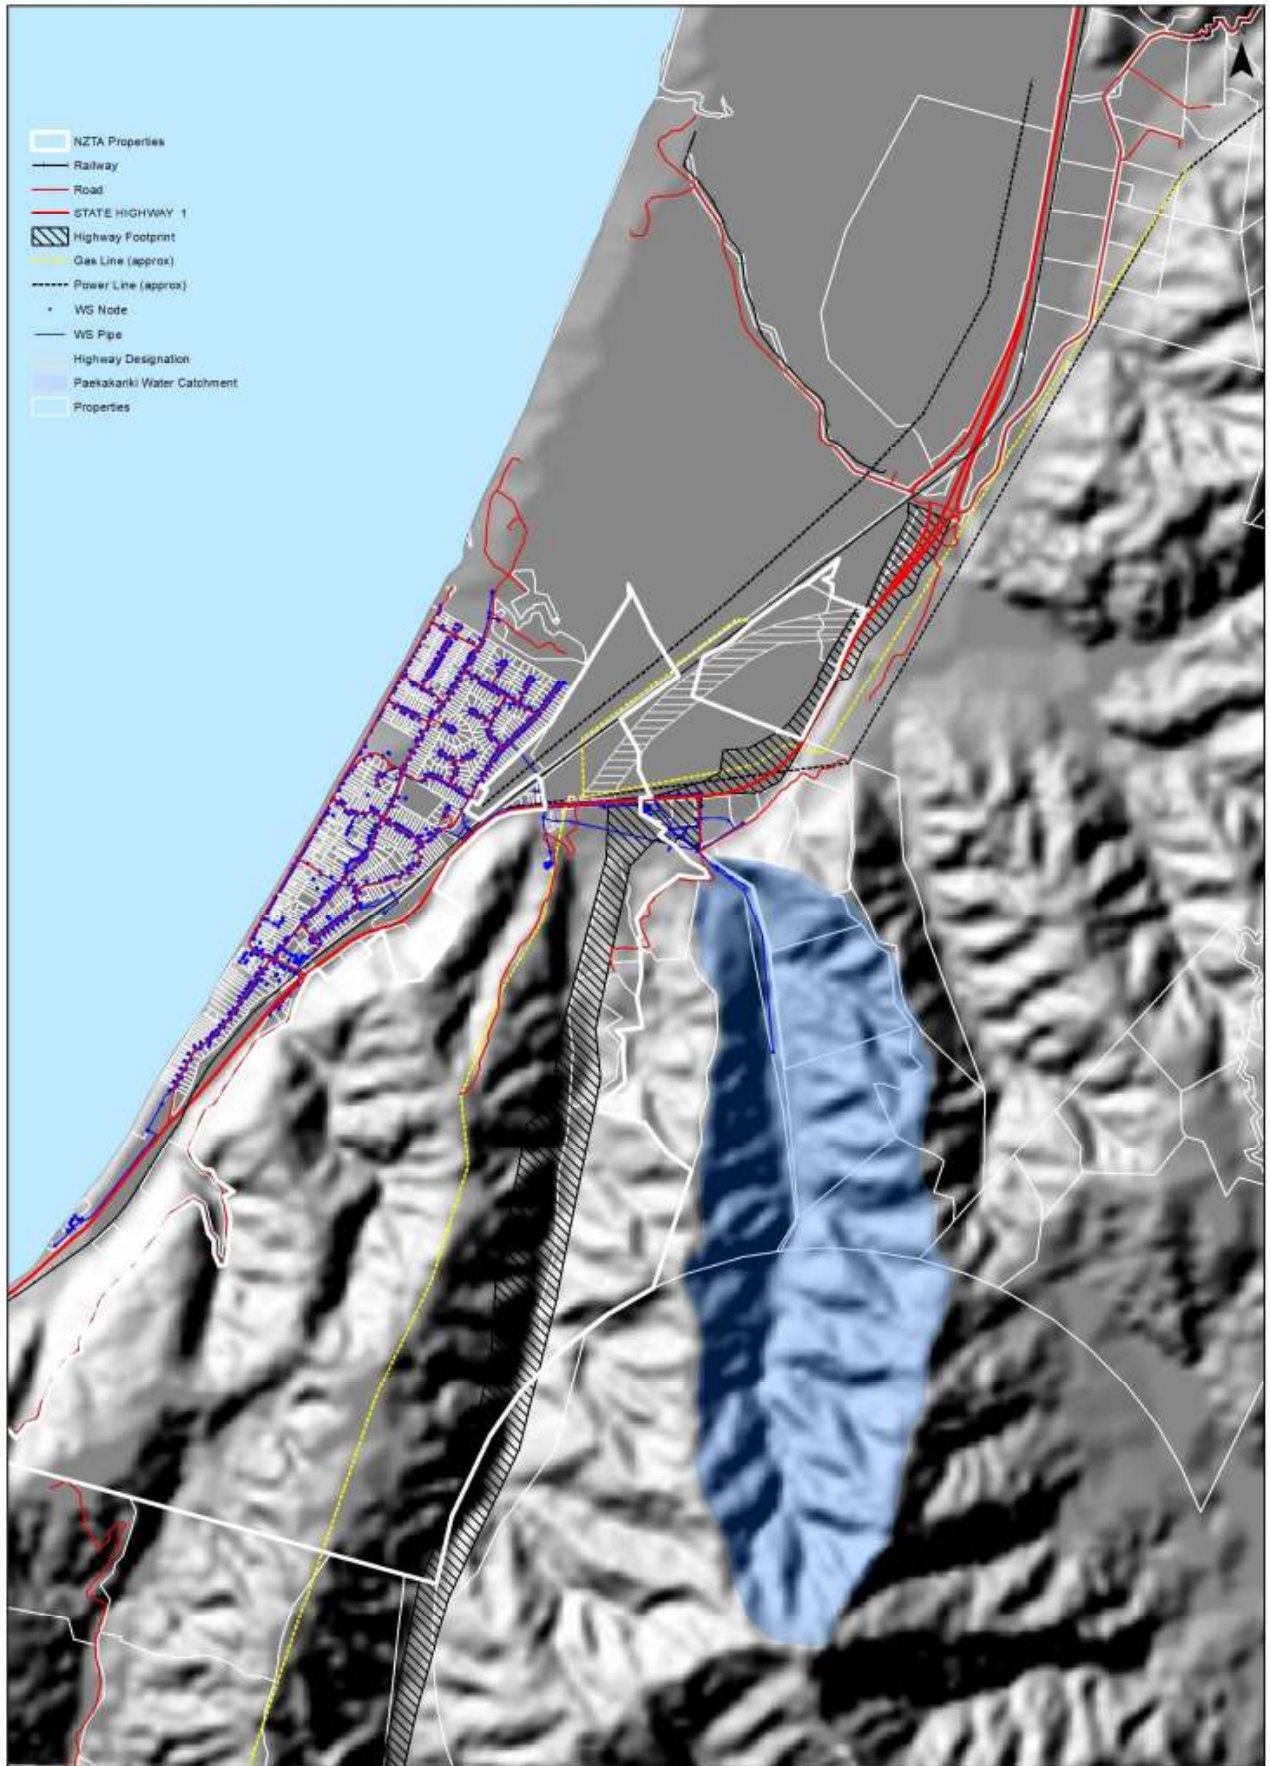 NZTA Properties
Railway
Road
STATE HIGHWAY 1
Highway Footprint
Gas Line (approx)
Power Line (approx)
WS Node
WS Pipe
Highway Designation
Paekakariki Water Catchment
Properties